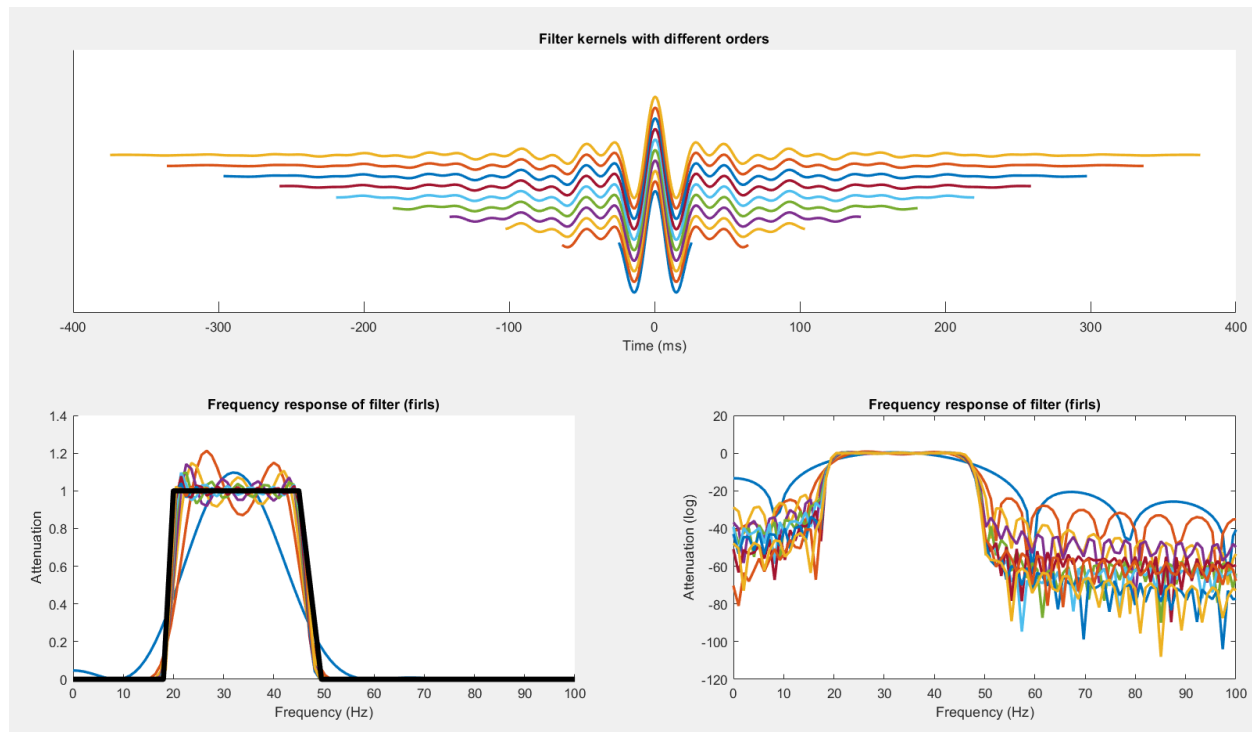 Filter kernels with different orders
-400 -300 -200 -100 0 100 200 300 400
Time (ms)
Frequency response of filter (firls)
1.4
1.2
1
0.8
0.6
0.4
0.2
0
Attenuation
0 10 20 30 40 50 60 70 80 90 100
Frequency (Hz)
Frequency response of filter (firls)
20
0
-20
-40
-60
-80
-100
-120
Attenuation (log)
0 10 20 30 40 50 60 70 80 90 100
Frequency (Hz)